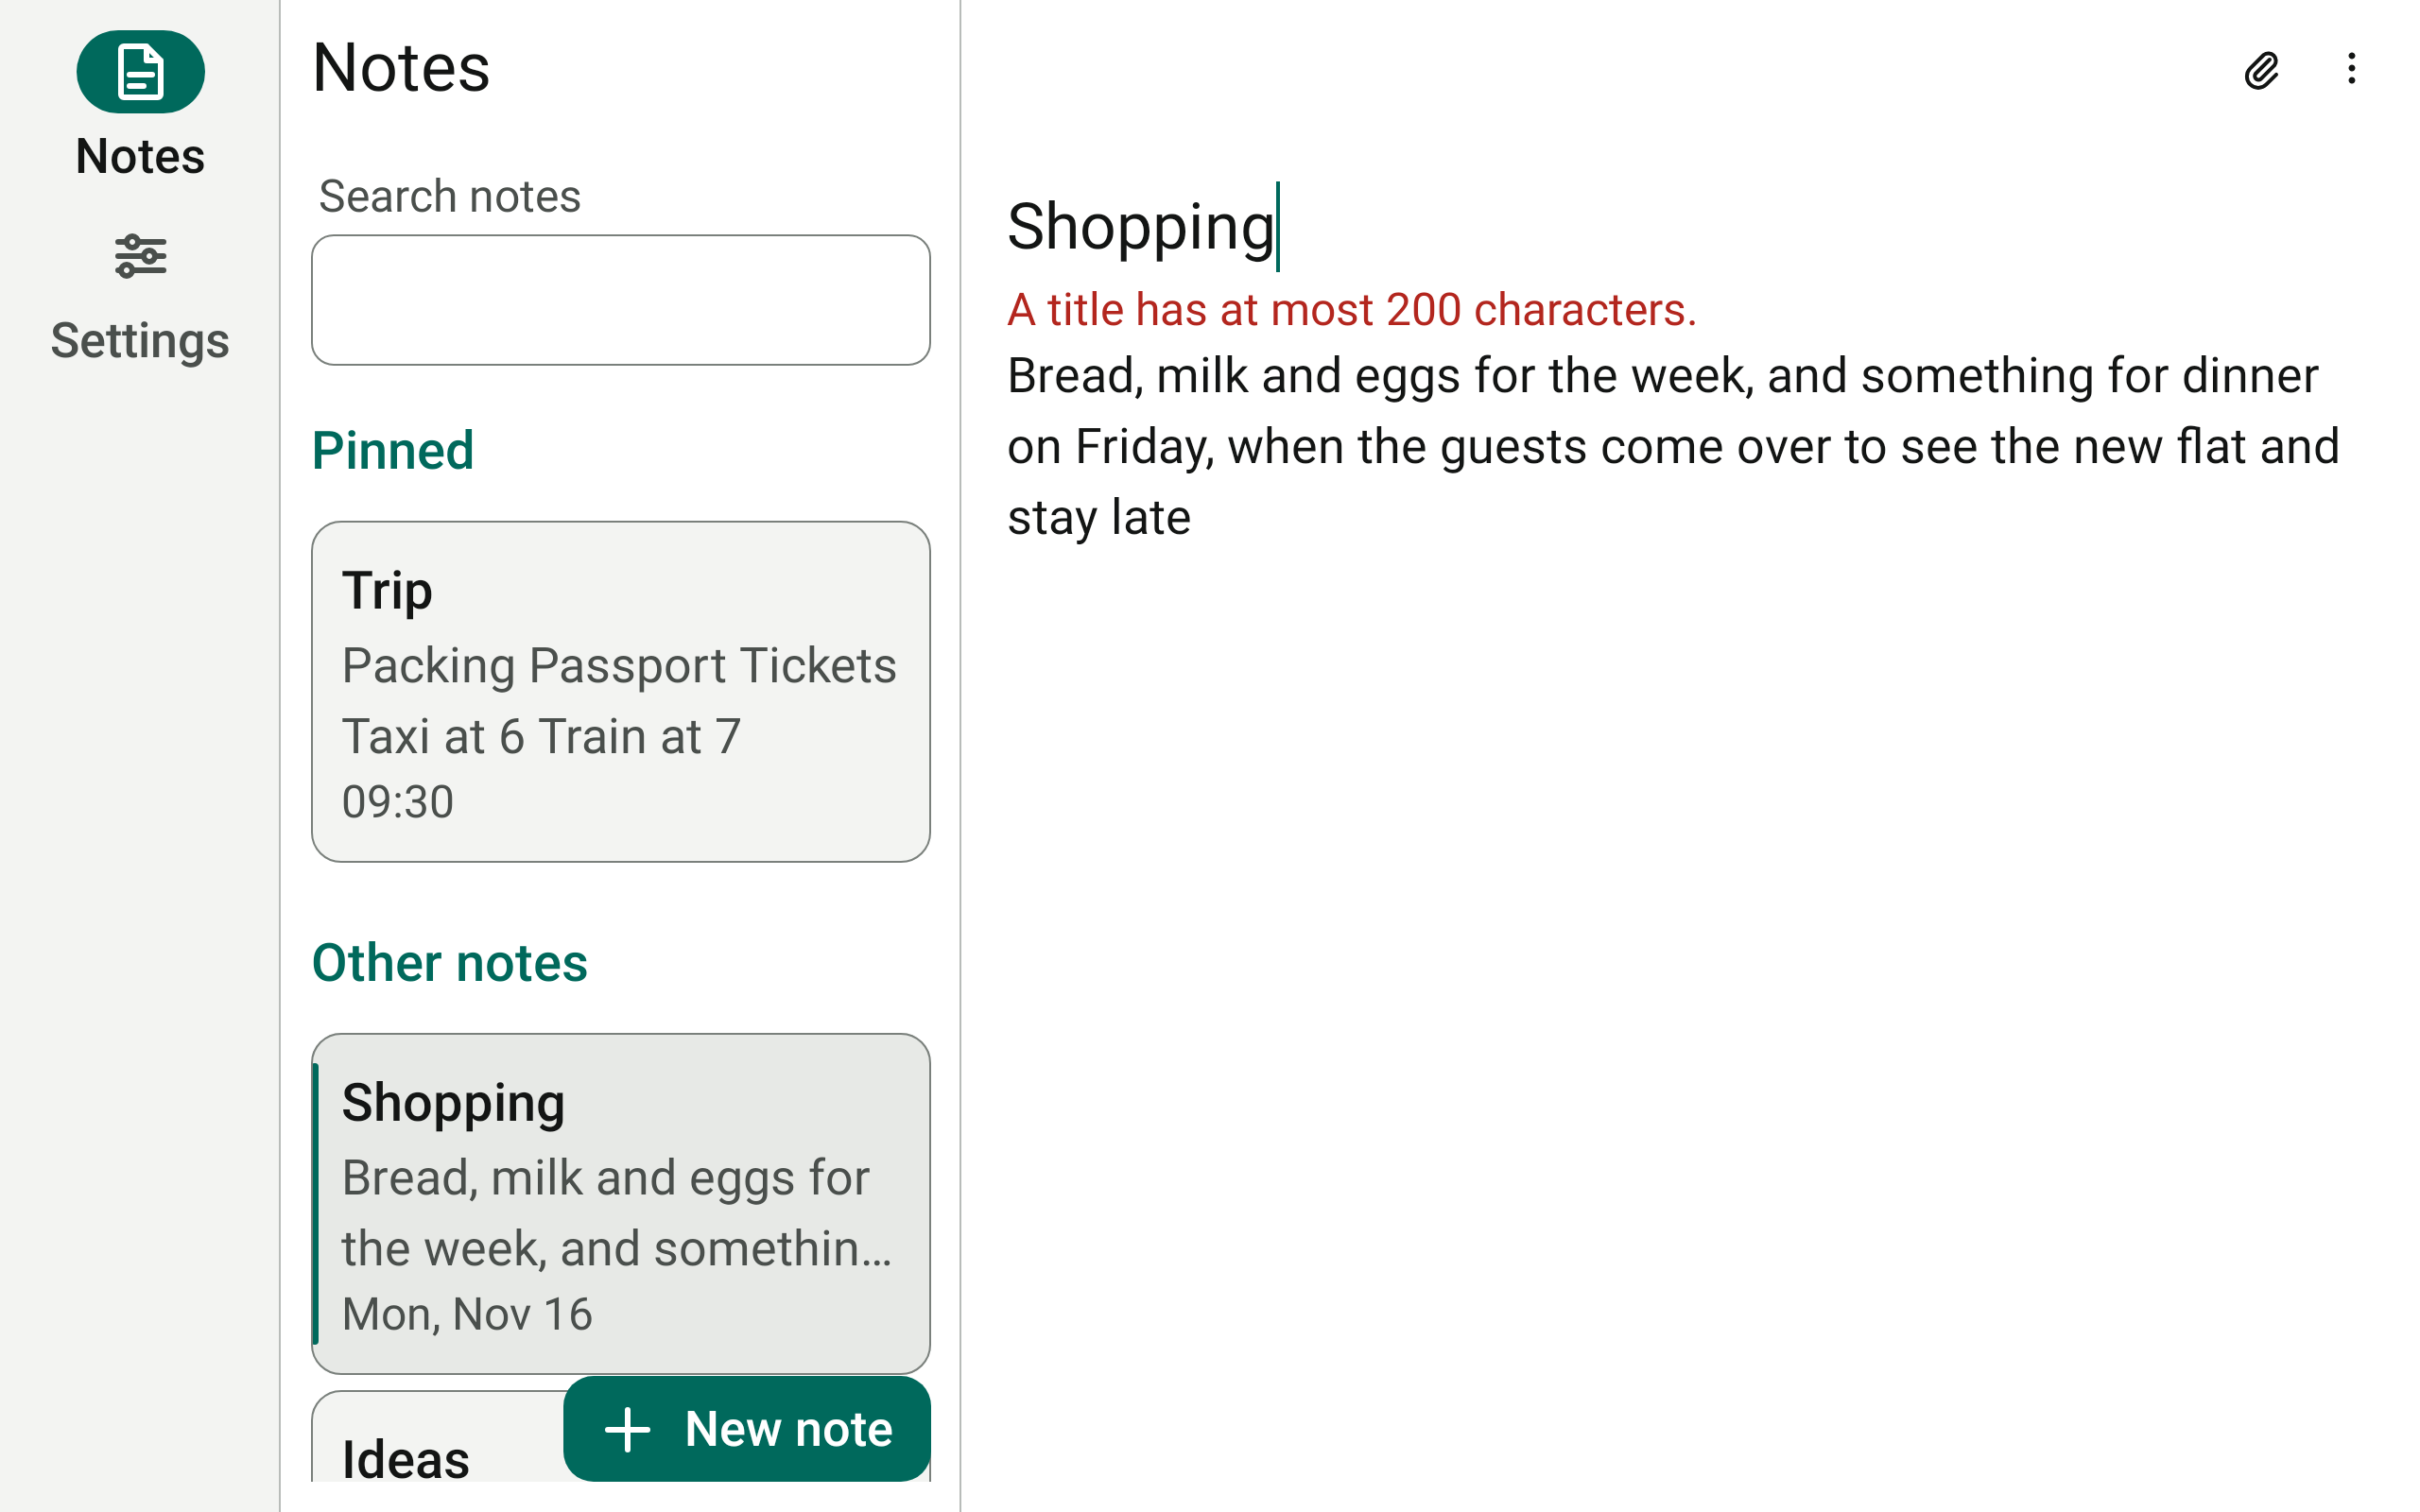 Notes
Settings
Notes
Search notes
Pinned
Trip
Packing Passport Tickets
Taxi at 6 Train at 7
09:30
Other notes
Shopping
Bread, milk and eggs for
the week, and somethin…
Mon, Nov 16
Ideas
New note
Shopping
A title has at most 200 characters.
Bread, milk and eggs for the week, and something for dinner
on Friday, when the guests come over to see the new flat and
stay late